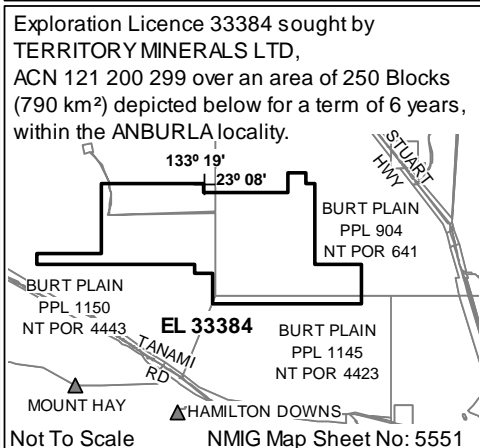 Exploration Licence 33384 sought by
TERRITORY MINERALS LTD,
ACN 121 200 299 over an area of 250 Blocks
(790 km²) depicted below for a term of 6 years,
within the ANBURLA locality.
133º 19'
23º 08'
STUART
HWY
BURT PLAIN
PPL 904
NT POR 641
BURT PLAIN
PPL 1150
NT POR 4443
EL 33384
BURT PLAIN
PPL 1145
NT POR 4423
TANAMI
RD
MOUNT HAY
HAMILTON DOWNS
Not To Scale
NMIG Map Sheet No: 5551